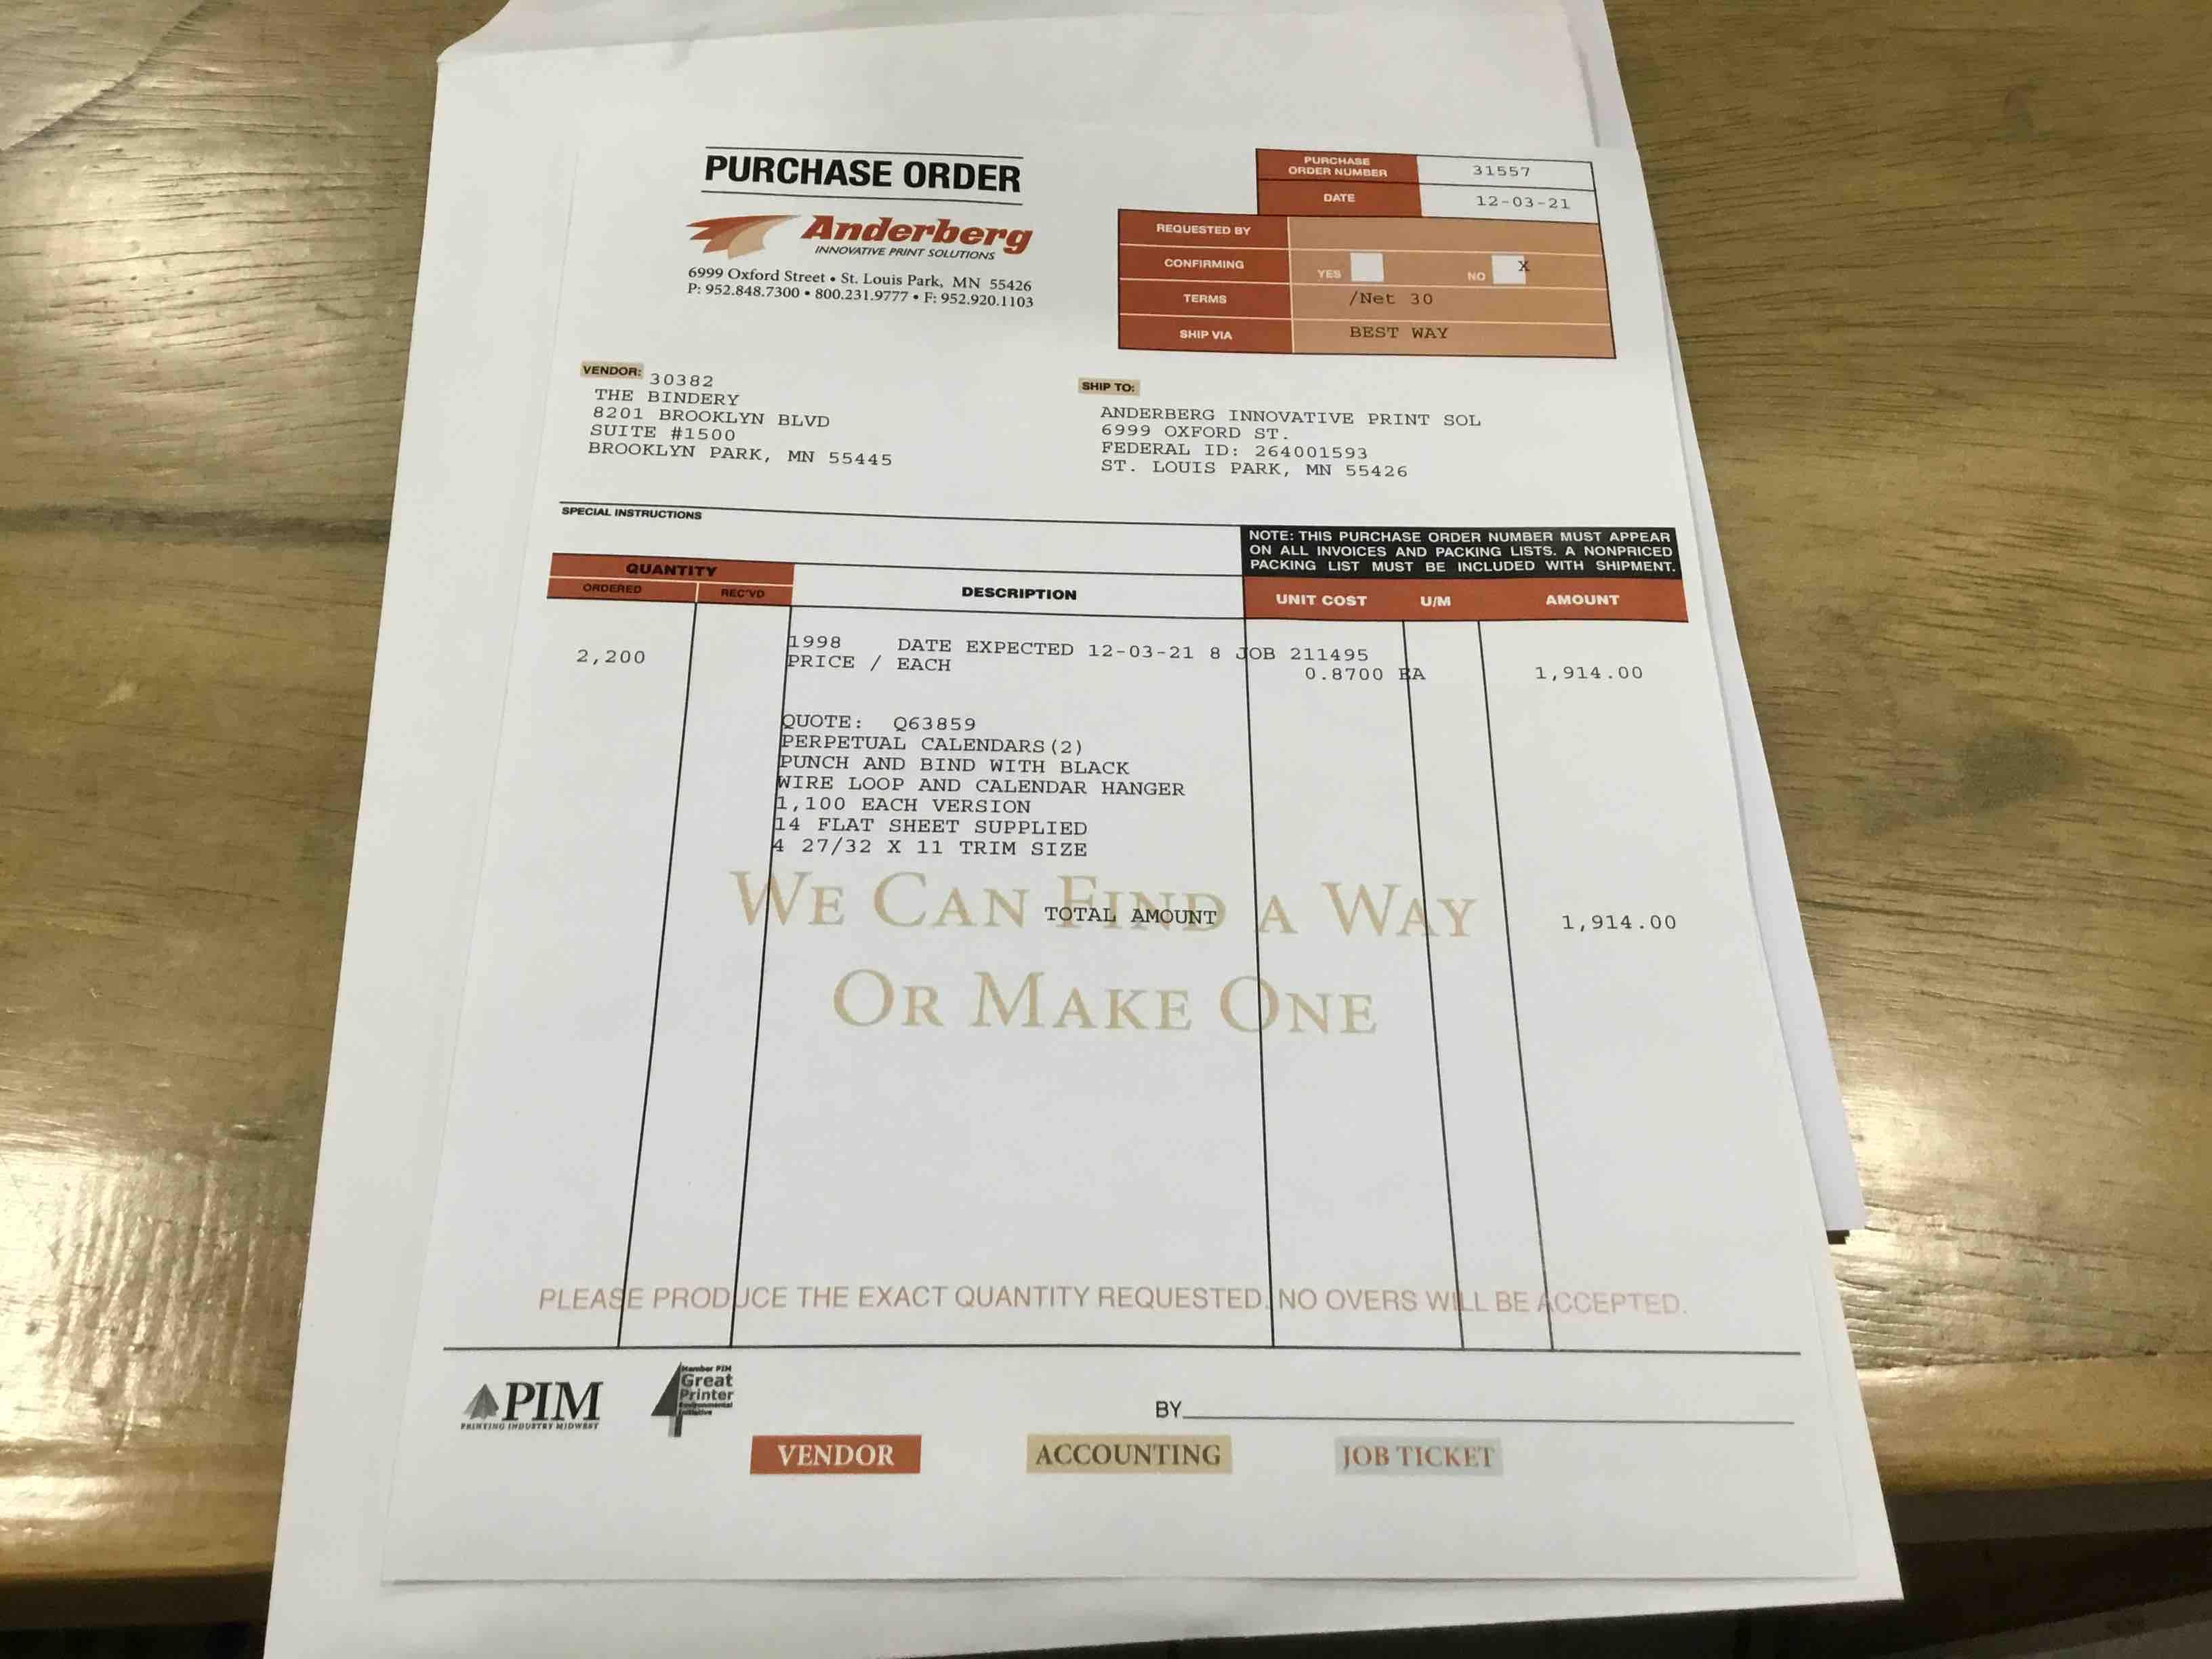 PURCHASE ORDER
Anderberg
INNOVATIVE PRINT SOLUTIONS
6999 Oxford Street • St. Louis Park, MN 55426
P: 952.848.7300 • 800.231.9777 • F: 952.920.1103
PURCHASE ORDER NUMBER 31557
DATE 12-03-21
REQUESTED BY
CONFIRMING YES NO X
TERMS /Net 30
SHIP VIA BEST WAY
VENDOR: 30382
THE BINDERY
8201 BROOKLYN BLVD
SUITE #1500
BROOKLYN PARK, MN 55445
SHIP TO:
ANDERBERG INNOVATIVE PRINT SOL
6999 OXFORD ST.
FEDERAL ID: 264001593
ST. LOUIS PARK, MN 55426
SPECIAL INSTRUCTIONS
NOTE: THIS PURCHASE ORDER NUMBER MUST APPEAR
ON ALL INVOICES AND PACKING LISTS. A NONPRICED
PACKING LIST MUST BE INCLUDED WITH SHIPMENT.
QUANTITY
ORDERED REC'VD DESCRIPTION UNIT COST U/M AMOUNT
1998 DATE EXPECTED 12-03-21 8 JOB 211495
2,200 PRICE / EACH 0.8700 EA 1,914.00
QUOTE: Q63859
PERPETUAL CALENDARS(2)
PUNCH AND BIND WITH BLACK
WIRE LOOP AND CALENDAR HANGER
1,100 EACH VERSION
14 FLAT SHEET SUPPLIED
4 27/32 X 11 TRIM SIZE
WE CAN FIND A WAY
TOTAL AMOUNT 1,914.00
OR MAKE ONE
PLEASE PRODUCE THE EXACT QUANTITY REQUESTED. NO OVERS WILL BE ACCEPTED.
PIM
PRINTING INDUSTRY MIDWEST
Member PIM
Great
Printer
Environmental
Initiative
BY
VENDOR ACCOUNTING JOB TICKET